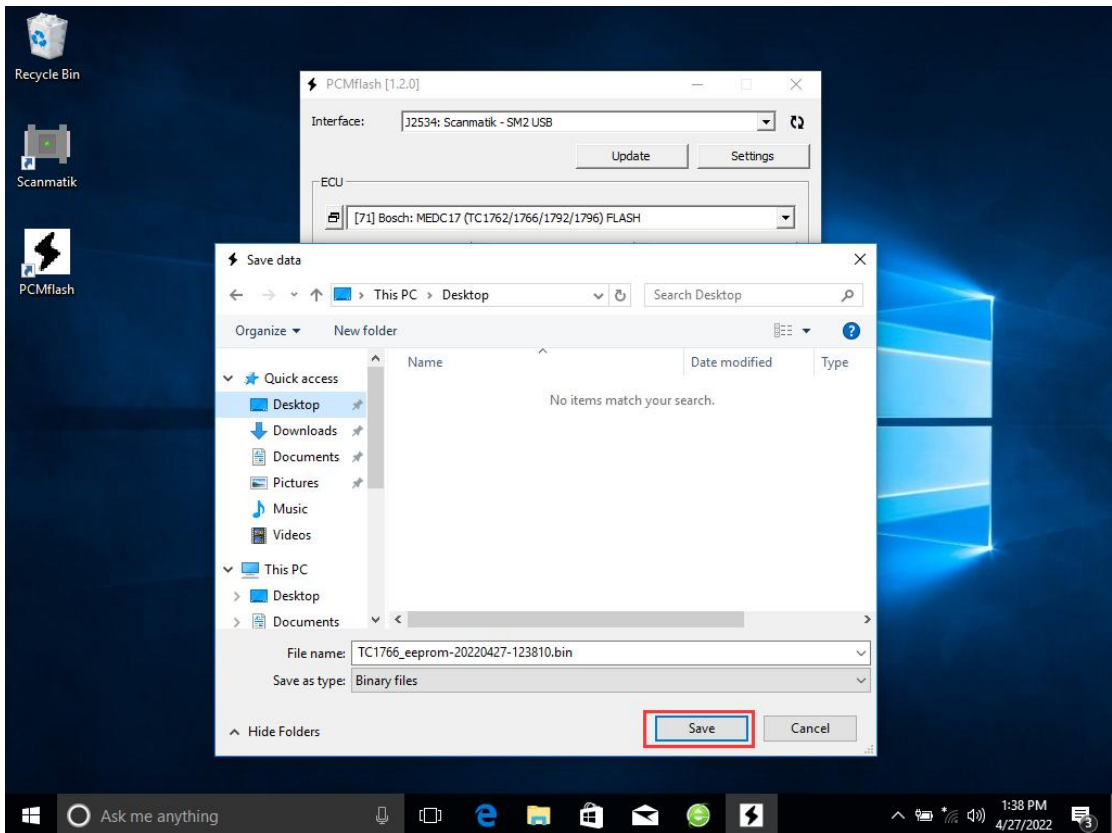 Recycle Bin
Scanmatik
PCMflash
PCMflash [1.2.0]
Interface: J2534: Scanmatik - SM2 USB
Update Settings
ECU
[71] Bosch: MEDC17 (TC1762/1766/1792/1796) FLASH
Save data
This PC > Desktop Search Desktop
Organize New folder
Name Date modified Type
No items match your search.
Quick access
Desktop
Downloads
Documents
Pictures
Music
Videos
This PC
Desktop
Documents
File name: TC1766_eeprom-20220427-123810.bin
Save as type: Binary files
Hide Folders Save Cancel
Ask me anything
1:38 PM
4/27/2022
3